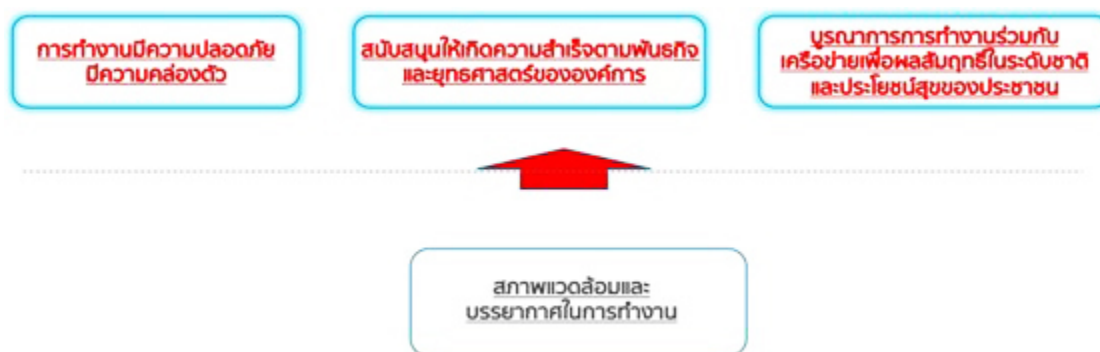 การทำงานมีความปลอดภัย
มีความคล่องตัว
สนับสนุนให้เกิดความสำเร็จตามพันธกิจ
และยุทธศาสตร์ขององค์การ
บูรณาการการทำงานร่วมกับ
เครือข่ายเพื่อผลสัมฤทธิ์ในระดับชาติ
และประโยชน์สุขของประชาชน
สภาพแวดล้อมและ
บรรยากาศในการทำงาน